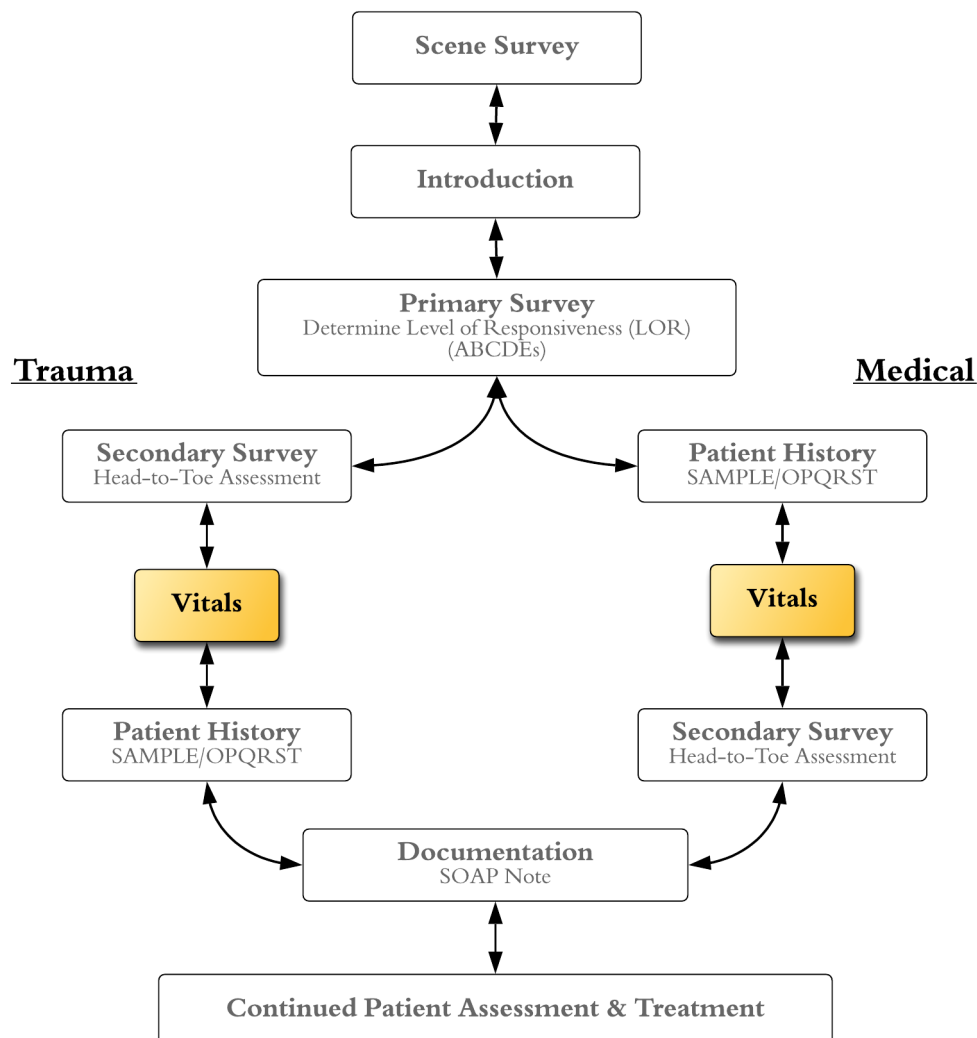 Scene Survey
Introduction
Primary Survey
Determine Level of Responsiveness (LOR)
(ABCDEs)
Trauma
Medical
Secondary Survey
Head-to-Toe Assessment
Vitals
Patient History
SAMPLE/OPQRST
Patient History
SAMPLE/OPQRST
Vitals
Secondary Survey
Head-to-Toe Assessment
Documentation
SOAP Note
Continued Patient Assessment & Treatment